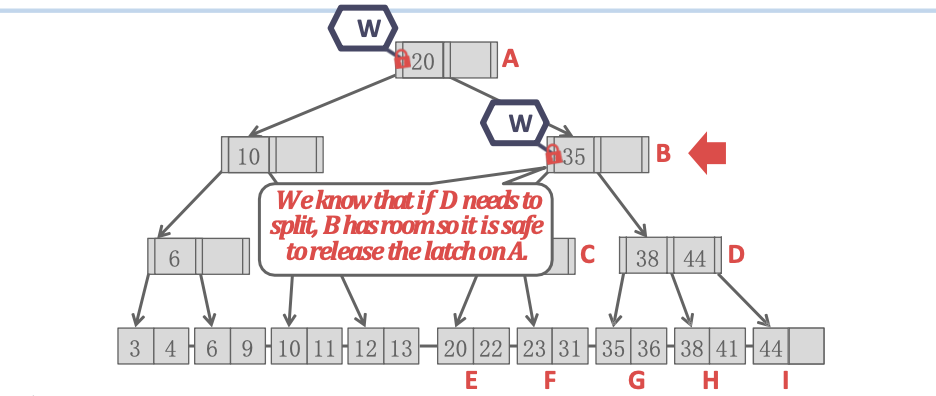 W
20 A
W
10
35 B
We know that if D needs to
split, B has room so it is safe
to release the latch on A.
6
C
38 44 D
3 4 6 9 10 11 12 13 20 22 23 31 35 36 38 41 44
E F G H I